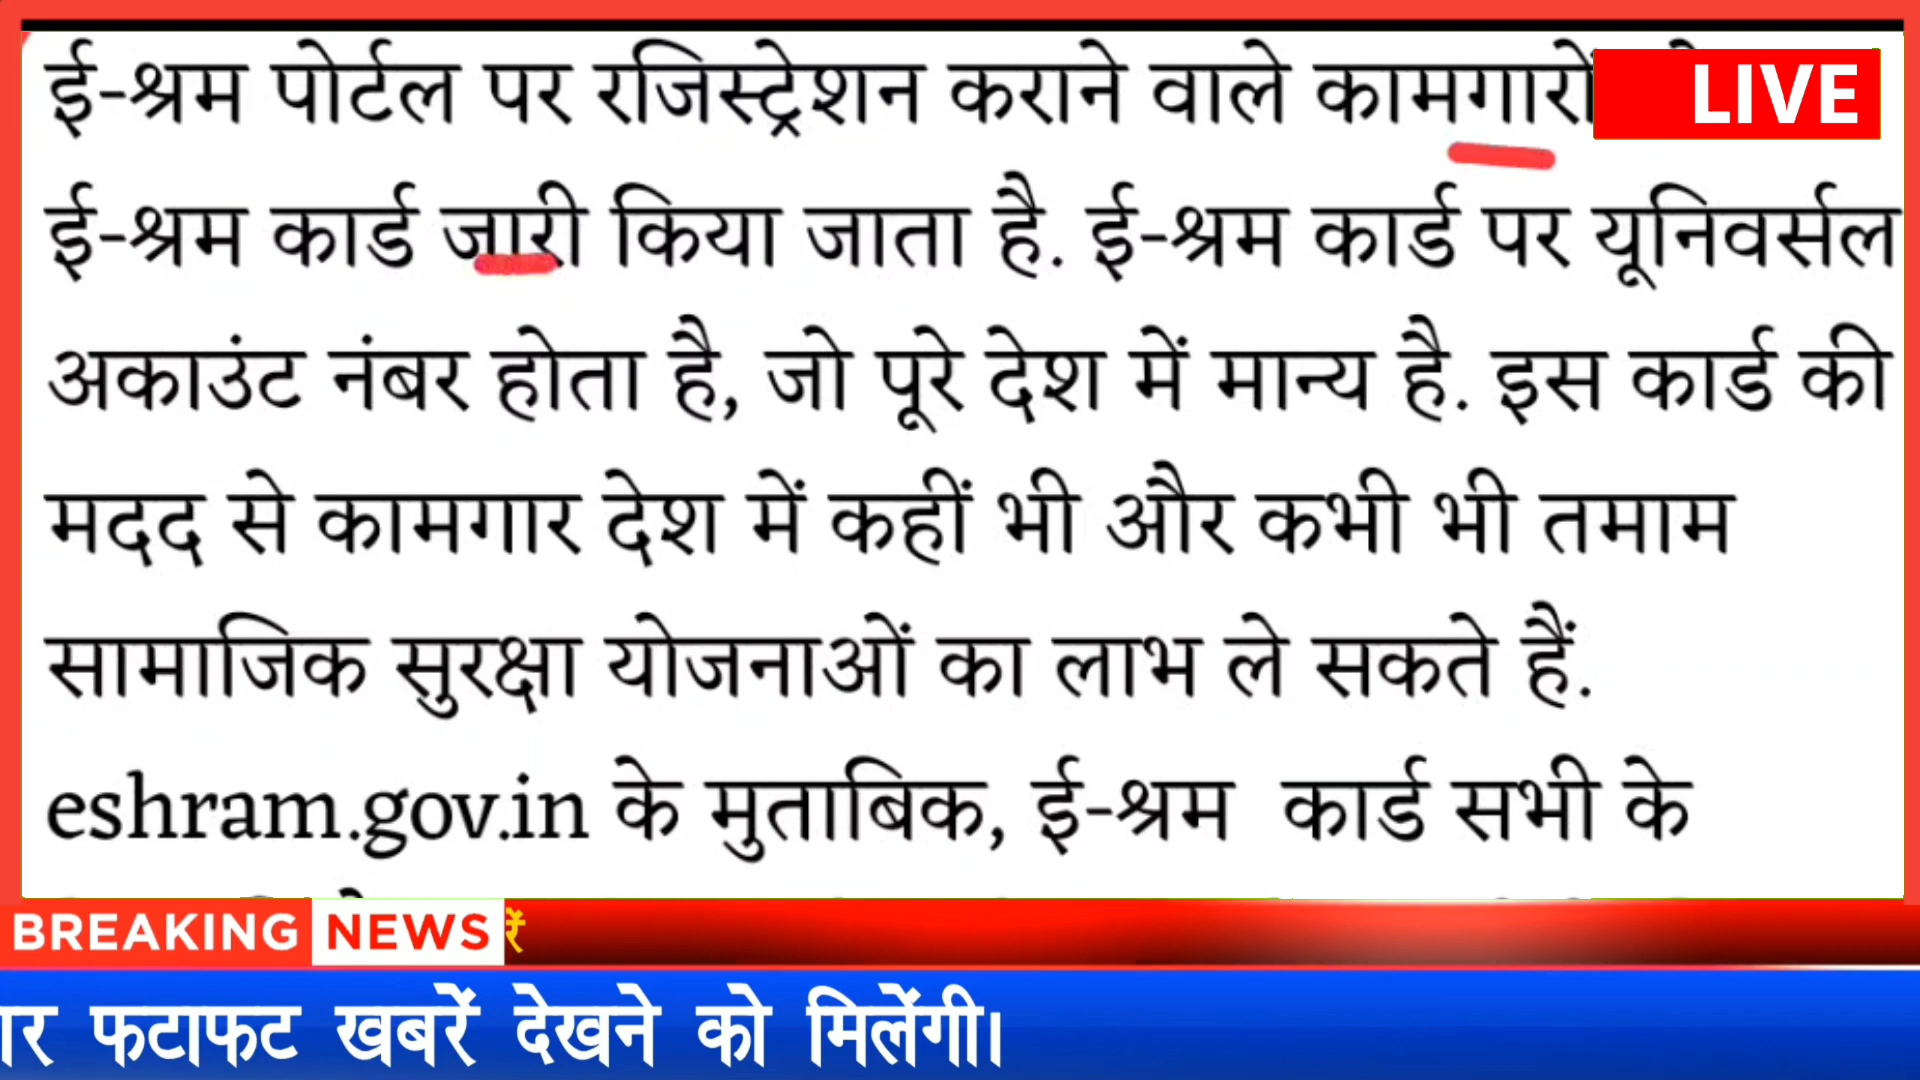 ई-श्रम पोर्टल पर रजिस्ट्रेशन कराने वाले कामगारों
LIVE
ई-श्रम कार्ड जारी किया जाता है. ई-श्रम कार्ड पर यूनिवर्सल
अकाउंट नंबर होता है, जो पूरे देश में मान्य है. इस कार्ड की
मदद से कामगार देश में कहीं भी और कभी भी तमाम
सामाजिक सुरक्षा योजनाओं का लाभ ले सकते हैं.
eshram.gov.in के मुताबिक, ई-श्रम कार्ड सभी के
BREAKING NEWS
फटाफट खबरें देखने को मिलेंगी।